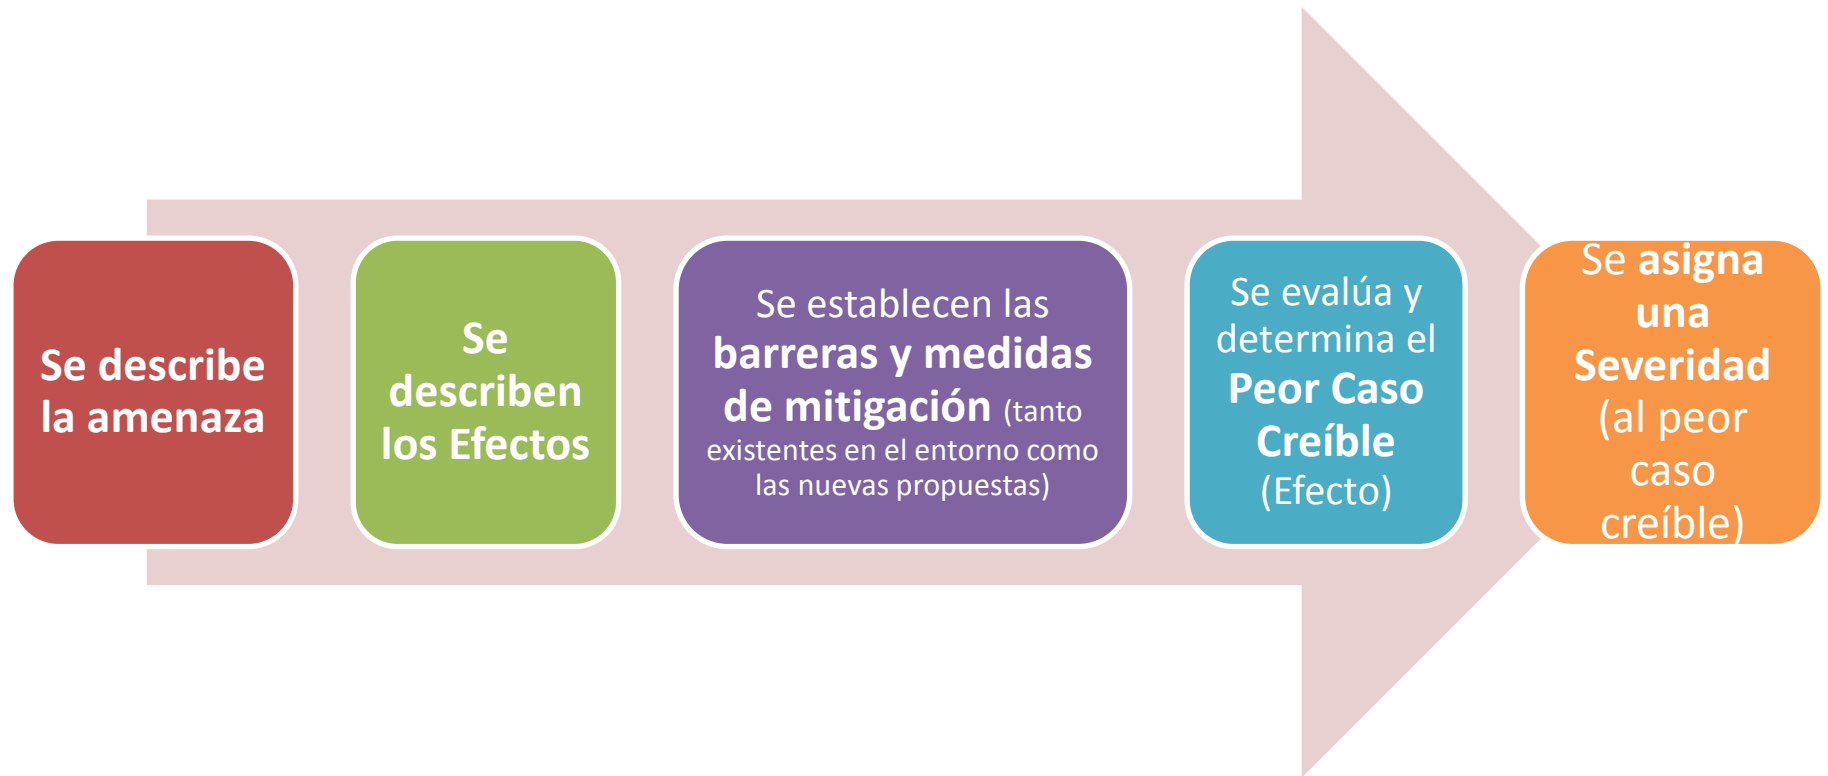 Se describe
la amenaza
Se
describen
los Efectos
Se establecen las
barreras y medidas
de mitigación (tanto
existentes en el entorno como
las nuevas propuestas)
Se evalúa y
determina el
Peor Caso
Creíble
(Efecto)
Se asigna
una
Severidad
(al peor
caso
creíble)